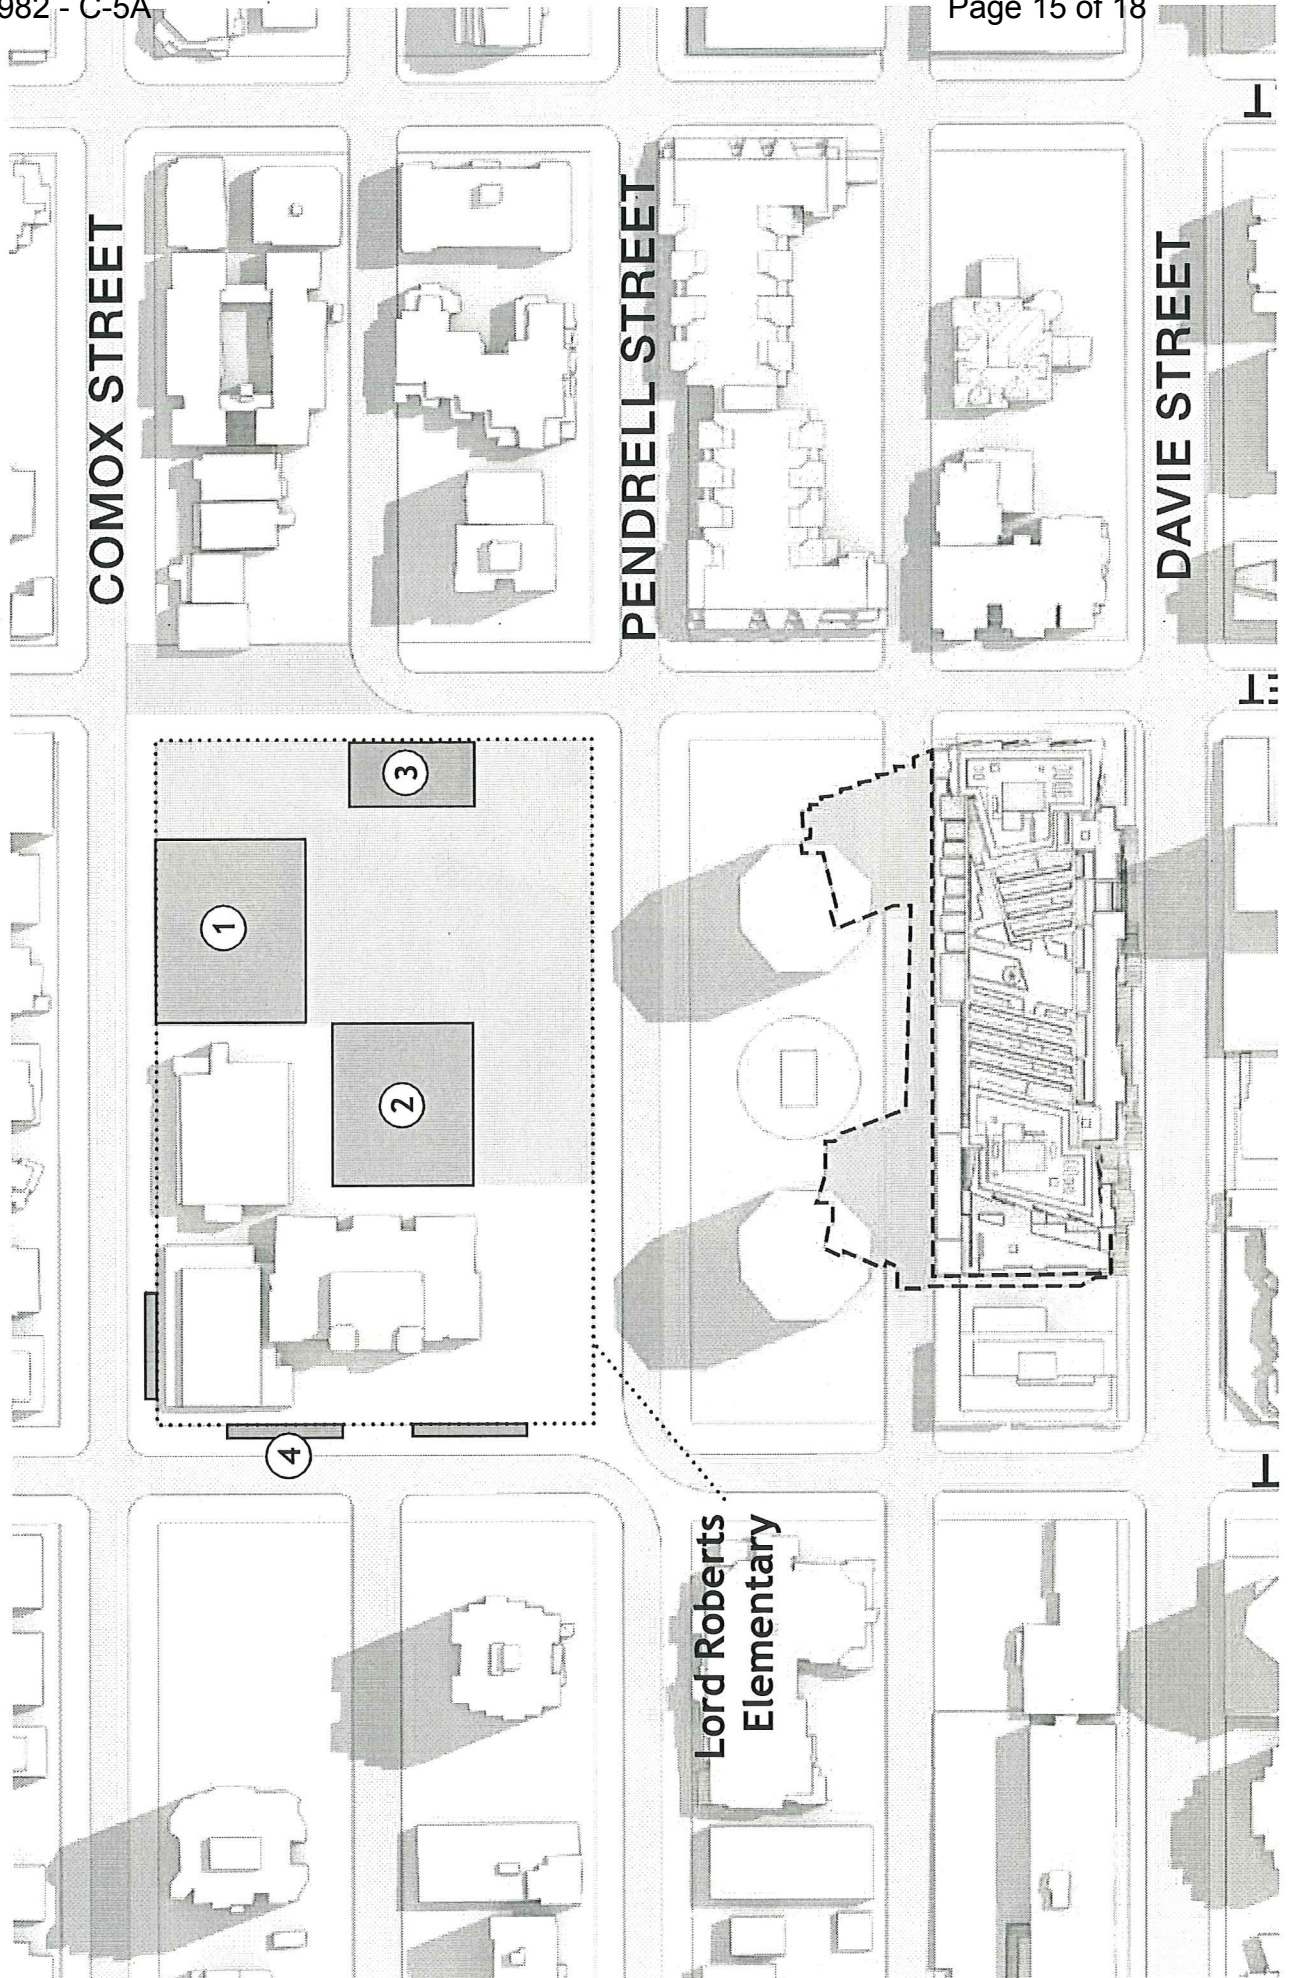 982 - C-5A
Page 15 of 18
COMOX STREET
PENDRELL STREET
DAVIE STREET
3
1
2
4
Lord Roberts
Elementary